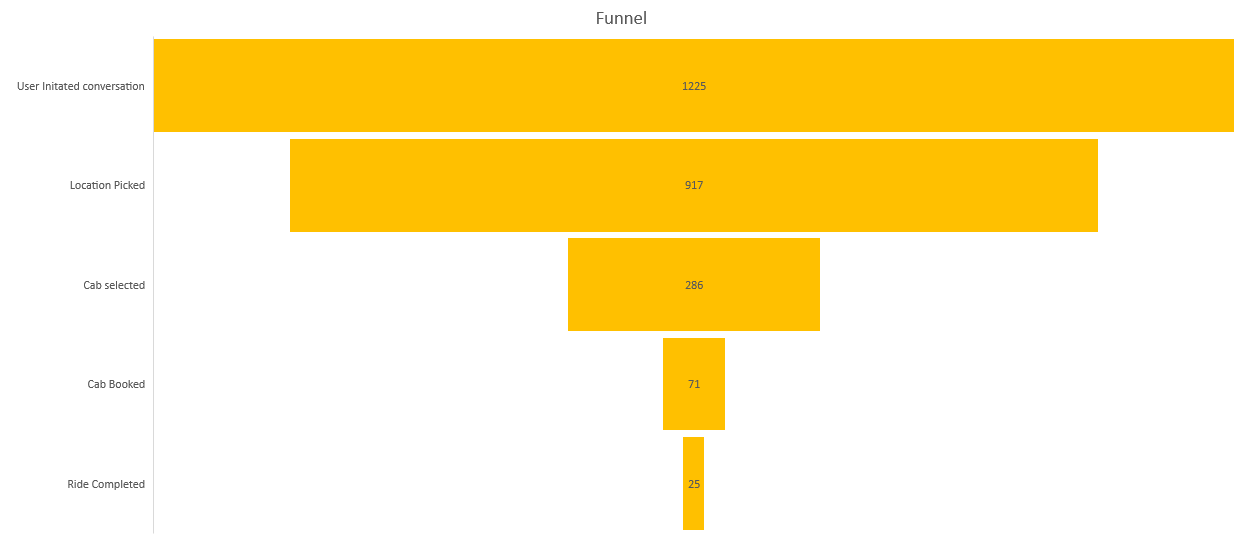 Funnel
User Initated conversation
1225
Location Picked
917
Cab selected
286
Cab Booked
71
Ride Completed
25